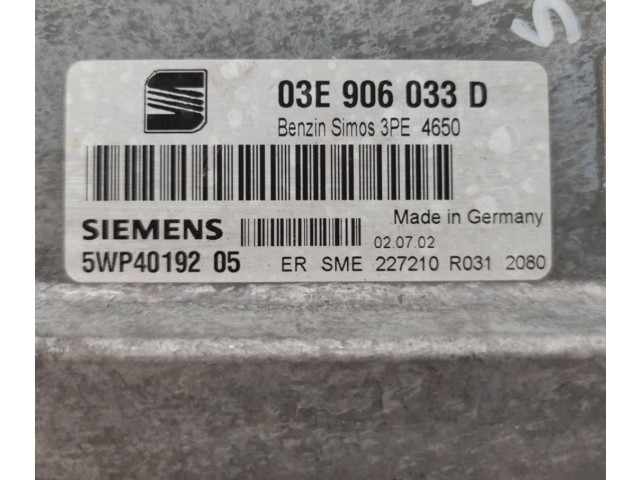 03E 906 033 D
Benzin Simos 3PE 4650
Made in Germany
SIEMENS
02.07.02
5WP40192 05 ER SME 227210 R031 2080